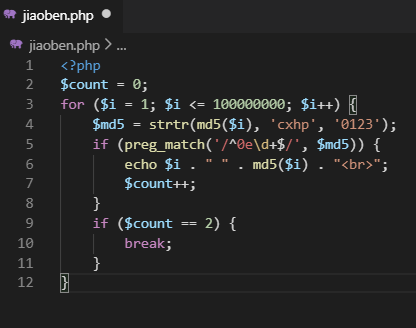 jiaoben.php
jiaoben.php > ...
1 <?php
2 $count = 0;
3 for ($i = 1; $i <= 100000000; $i++) {
4     $md5 = strtr(md5($i), 'cxhp', '0123');
5     if (preg_match('/^0e\d+$/', $md5)) {
6         echo $i . " " . md5($i) . "<br>";
7         $count++;
8     }
9     if ($count == 2) {
10         break;
11     }
12 }